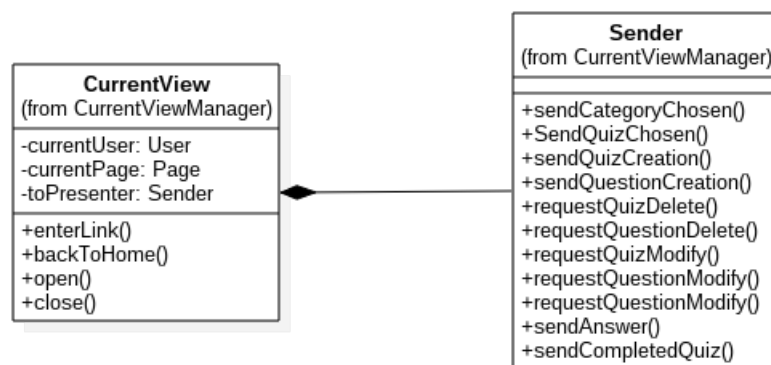 CurrentView
(from CurrentViewManager)
-currentUser: User
-currentPage: Page
-toPresenter: Sender
+enterLink()
+backToHome()
+open()
+close()
Sender
(from CurrentViewManager)
+sendCategoryChosen()
+SendQuizChosen()
+sendQuizCreation()
+sendQuestionCreation()
+requestQuizDelete()
+requestQuestionDelete()
+requestQuizModify()
+requestQuestionModify()
+requestQuestionModify()
+sendAnswer()
+sendCompletedQuiz()